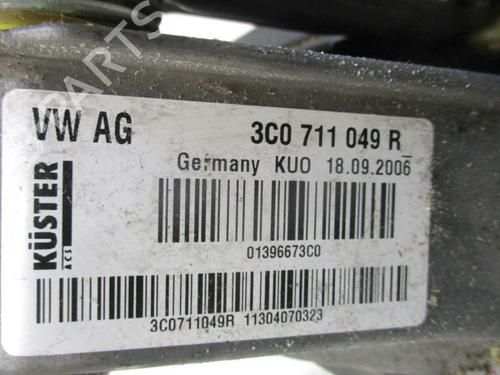 PARTS
VW AG 3C0 711 049 R
Germany KUO 18.09.2006
KÜSTER
ACS
01396673C0
3C0711049R 11304070323